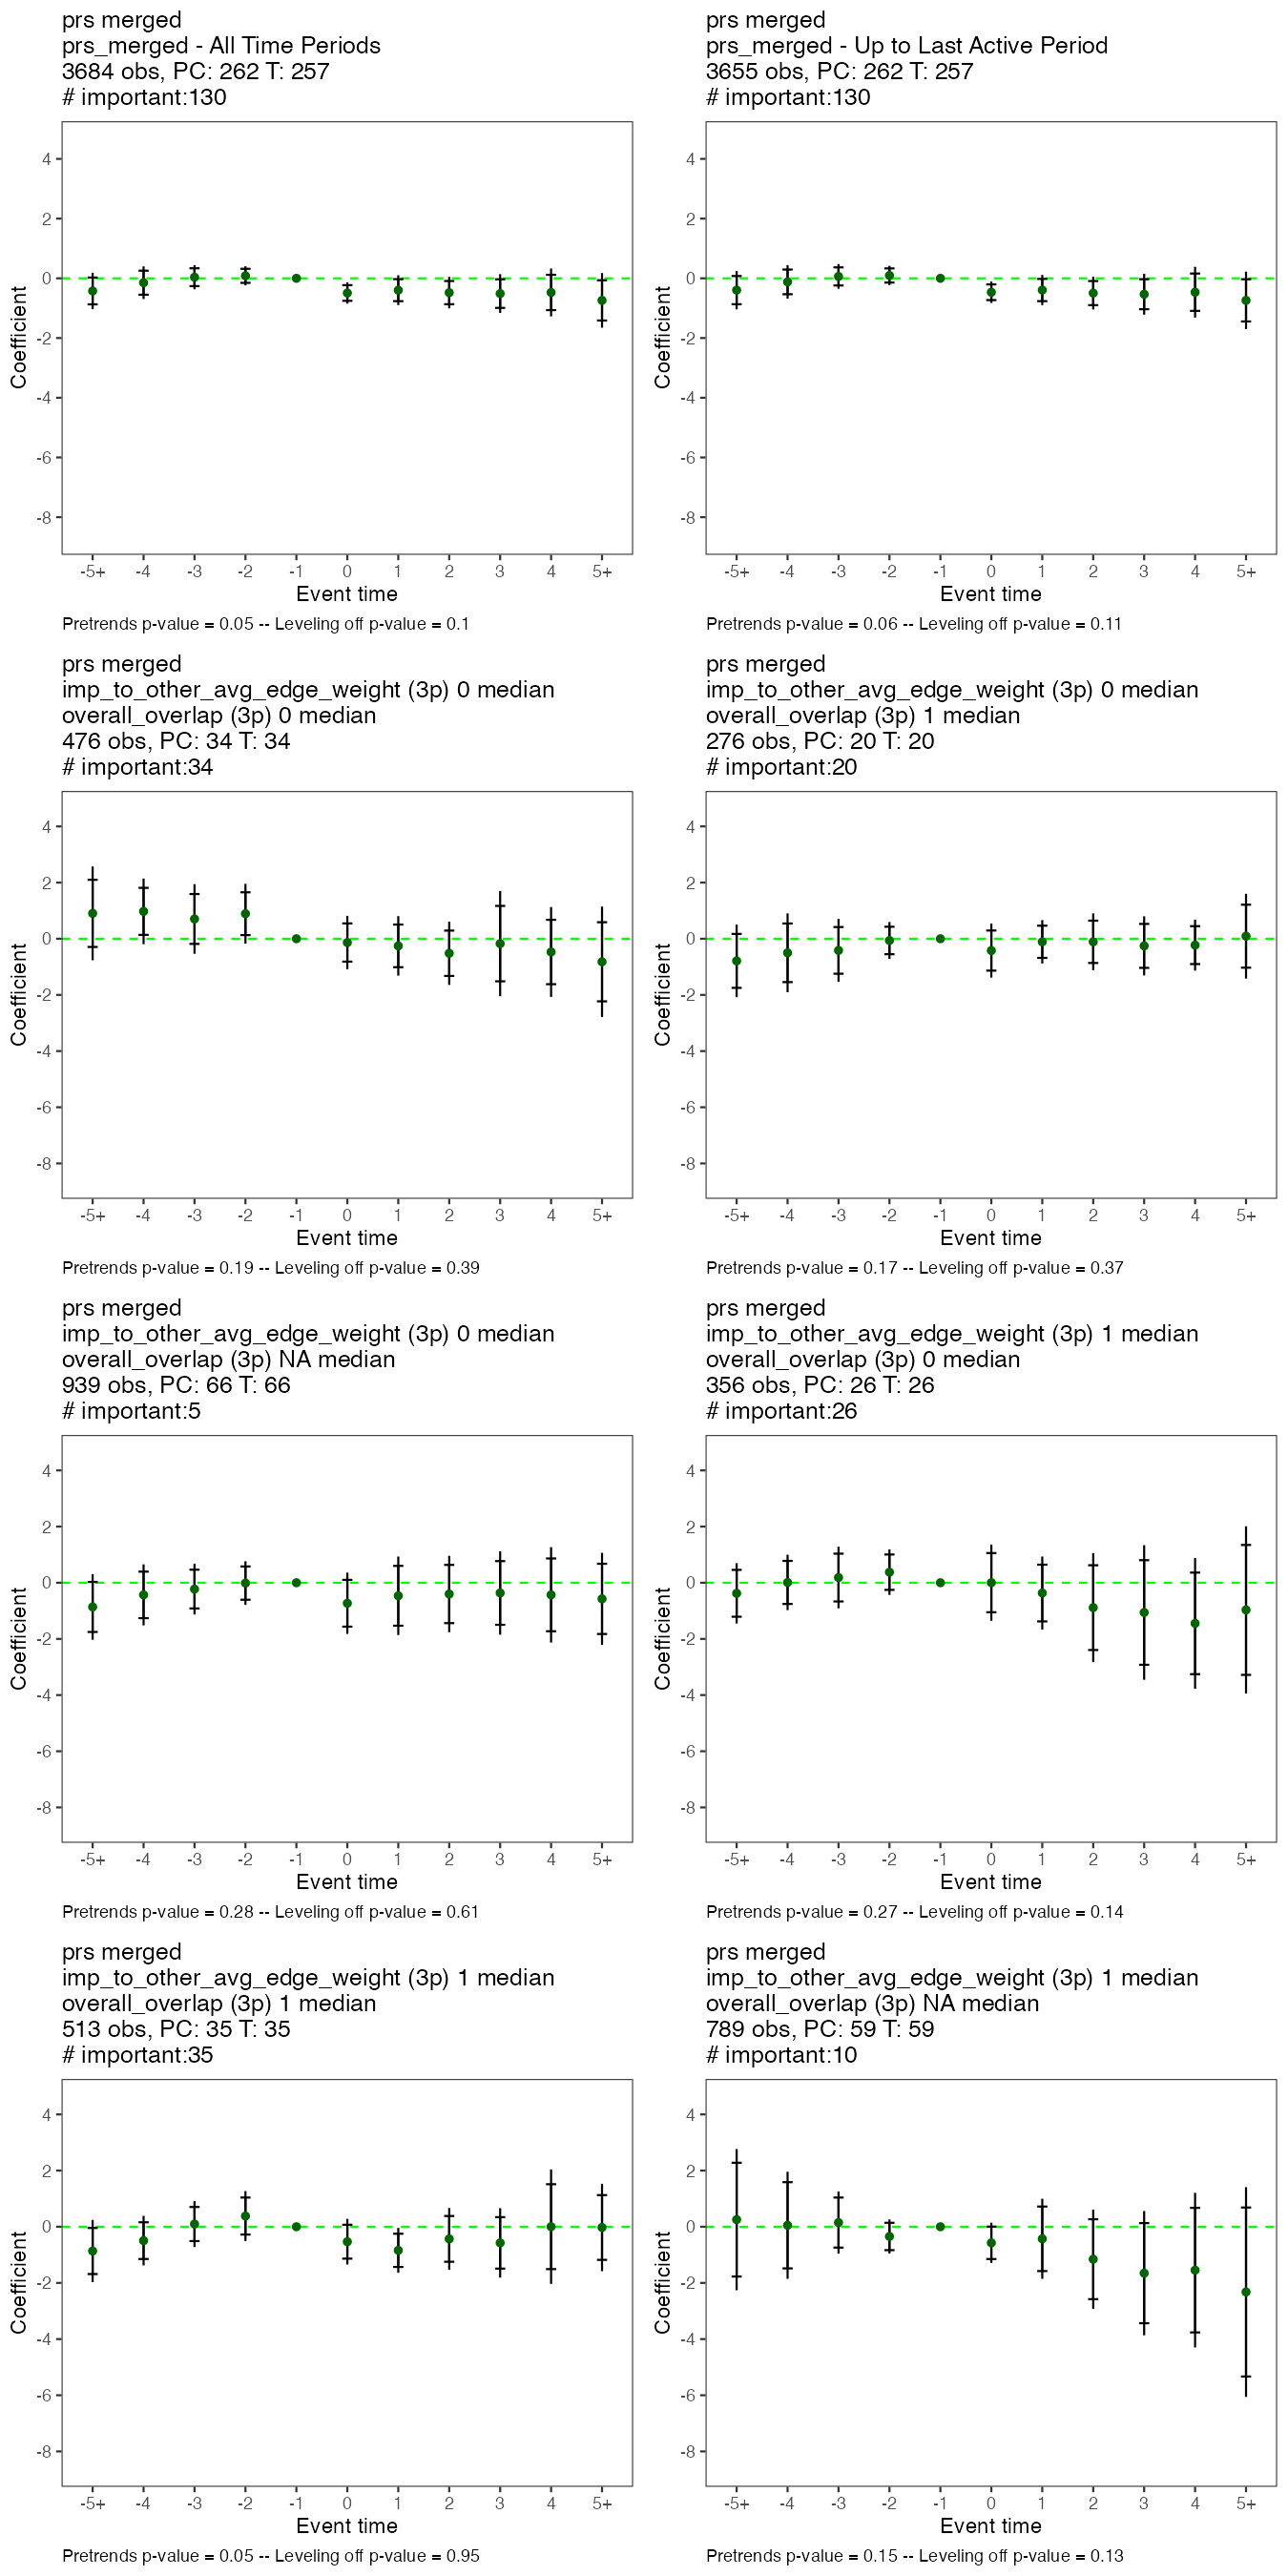 prs merged
prs_merged - All Time Periods
3684 obs, PC: 262 T: 257
# important:130
4
2
0
-2
-4
-6
-8
Coefficient
-5+ -4 -3 -2 -1 0 1 2 3 4 5+
Event time
Pretrends p-value = 0.05 -- Leveling off p-value = 0.1
prs merged
prs_merged - Up to Last Active Period
3655 obs, PC: 262 T: 257
# important:130
4
2
0
-2
-4
-6
-8
Coefficient
-5+ -4 -3 -2 -1 0 1 2 3 4 5+
Event time
Pretrends p-value = 0.06 -- Leveling off p-value = 0.11
prs merged
imp_to_other_avg_edge_weight (3p) 0 median
overall_overlap (3p) 0 median
476 obs, PC: 34 T: 34
# important:34
4
2
0
-2
-4
-6
-8
Coefficient
-5+ -4 -3 -2 -1 0 1 2 3 4 5+
Event time
Pretrends p-value = 0.19 -- Leveling off p-value = 0.39
prs merged
imp_to_other_avg_edge_weight (3p) 0 median
overall_overlap (3p) 1 median
276 obs, PC: 20 T: 20
# important:20
4
2
0
-2
-4
-6
-8
Coefficient
-5+ -4 -3 -2 -1 0 1 2 3 4 5+
Event time
Pretrends p-value = 0.17 -- Leveling off p-value = 0.37
prs merged
imp_to_other_avg_edge_weight (3p) 0 median
overall_overlap (3p) NA median
939 obs, PC: 66 T: 66
# important:5
4
2
0
-2
-4
-6
-8
Coefficient
-5+ -4 -3 -2 -1 0 1 2 3 4 5+
Event time
Pretrends p-value = 0.28 -- Leveling off p-value = 0.61
prs merged
imp_to_other_avg_edge_weight (3p) 1 median
overall_overlap (3p) 0 median
356 obs, PC: 26 T: 26
# important:26
4
2
0
-2
-4
-6
-8
Coefficient
-5+ -4 -3 -2 -1 0 1 2 3 4 5+
Event time
Pretrends p-value = 0.27 -- Leveling off p-value = 0.14
prs merged
imp_to_other_avg_edge_weight (3p) 1 median
overall_overlap (3p) 1 median
513 obs, PC: 35 T: 35
# important:35
4
2
0
-2
-4
-6
-8
Coefficient
-5+ -4 -3 -2 -1 0 1 2 3 4 5+
Event time
Pretrends p-value = 0.05 -- Leveling off p-value = 0.95
prs merged
imp_to_other_avg_edge_weight (3p) 1 median
overall_overlap (3p) NA median
789 obs, PC: 59 T: 59
# important:10
4
2
0
-2
-4
-6
-8
Coefficient
-5+ -4 -3 -2 -1 0 1 2 3 4 5+
Event time
Pretrends p-value = 0.15 -- Leveling off p-value = 0.13